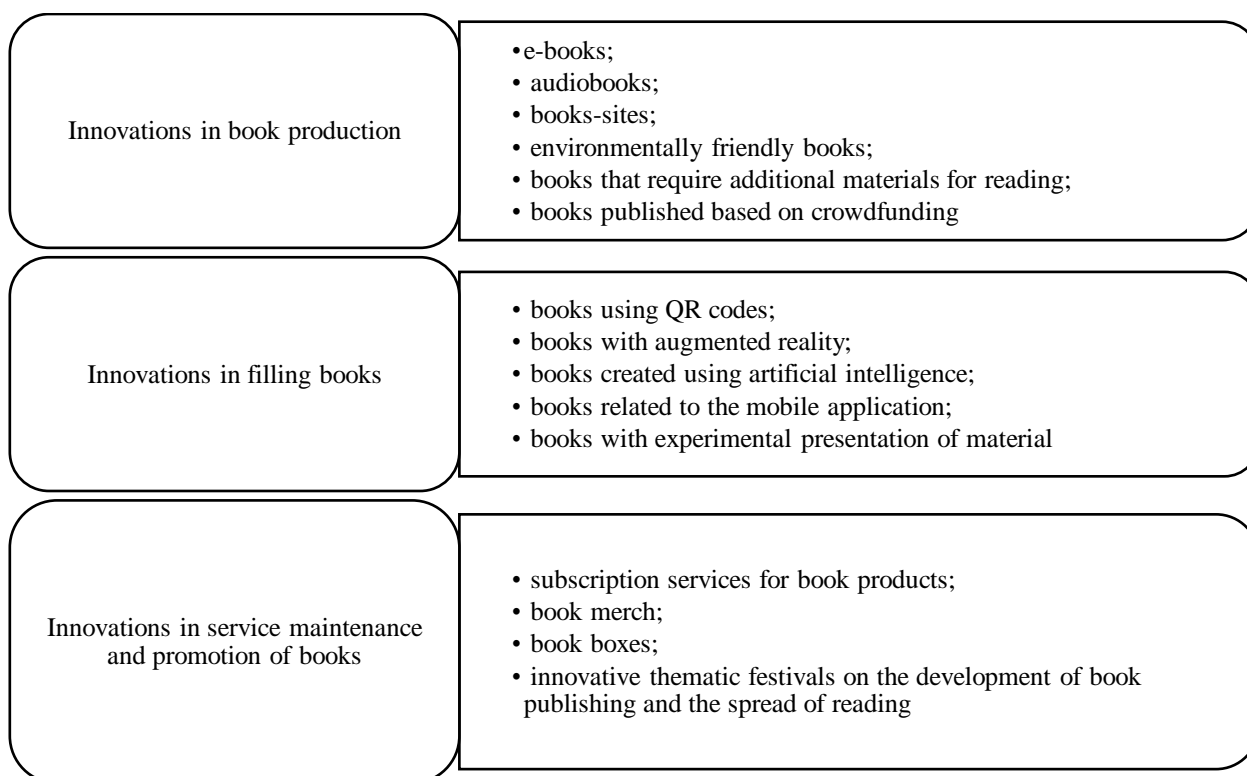 Innovations in book production
•e-books;
• audiobooks;
• books-sites;
• environmentally friendly books;
• books that require additional materials for reading;
• books published based on crowdfunding
Innovations in filling books
• books using QR codes;
• books with augmented reality;
• books created using artificial intelligence;
• books related to the mobile application;
• books with experimental presentation of material
Innovations in service maintenance
and promotion of books
• subscription services for book products;
• book merch;
• book boxes;
• innovative thematic festivals on the development of book
publishing and the spread of reading